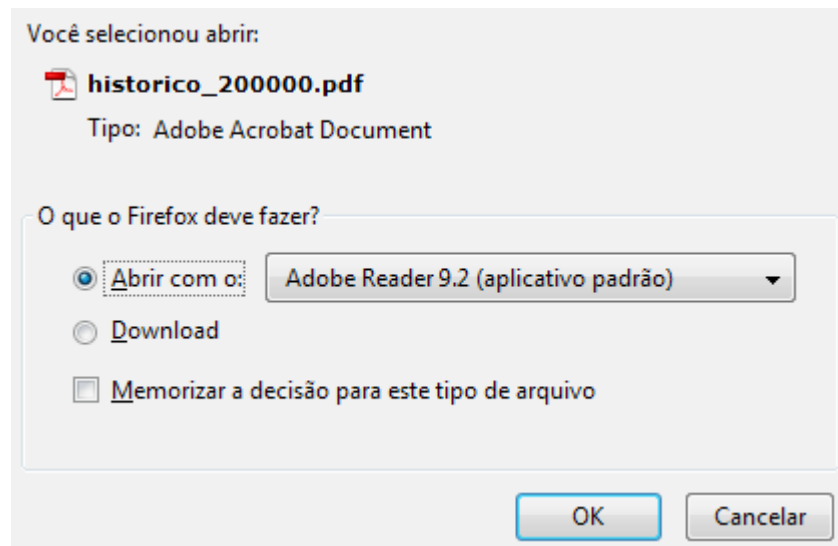 Você selecionou abrir:
historico_200000.pdf
Tipo: Adobe Acrobat Document
O que o Firefox deve fazer?
Abrir com o: Adobe Reader 9.2 (aplicativo padrão)
Download
Memorizar a decisão para este tipo de arquivo
OK Cancelar